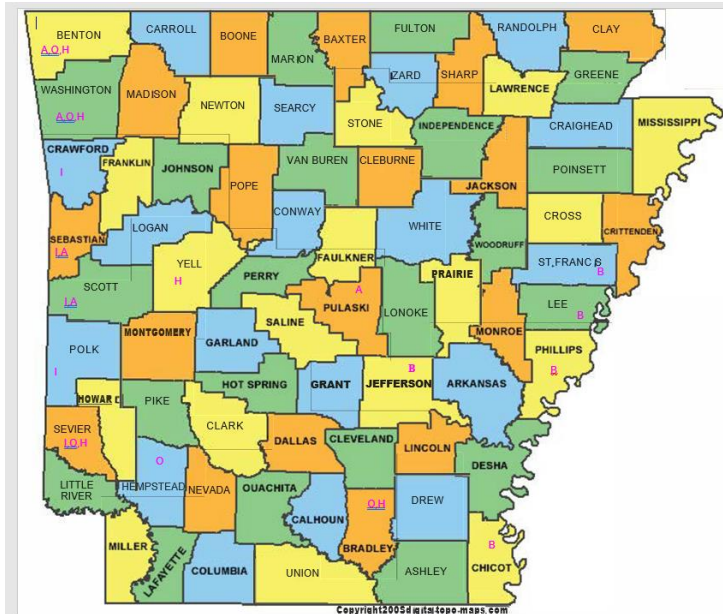 BENTON
A,O,H
CARROLL
BOONE
MARION
BAXTER
FULTON
RANDOLPH
CLAY
WASHINGTON
A,O,H
MADISON
NEWTON
SEARCY
STONE
IZARD
SHARP
LAWRENCE
GREENE
INDEPENDENCE
CRAIGHEAD
MISSISSIPPI
CRAWFORD
I
FRANKLIN
JOHNSON
POPE
VAN BUREN
CLEBURNE
JACKSON
POINSETT
SEBASTIAN
I,A
LOGAN
CONWAY
WHITE
WOODRUFF
CROSS
CRITTENDEN
SCOTT
I,A
YELL
H
PERRY
FAULKNER
PRAIRIE
ST.FRANCIS
B
PULASKI
A
LONOKE
MONROE
LEE
B
POLK
I
MONTGOMERY
GARLAND
SALINE
PHILLIPS
B
HOWARD
PIKE
HOT SPRING
GRANT
JEFFERSON
B
ARKANSAS
SEVIER
I,O,H
CLARK
DALLAS
CLEVELAND
LINCOLN
DESHA
LITTLE
RIVER
O
HEMPSTEAD
NEVADA
OUACHITA
CALHOUN
O,H
BRADLEY
DREW
MILLER
LAFAYETTE
COLUMBIA
UNION
ASHLEY
B
CHICOT
Copyright2005digitaltopo-maps.com